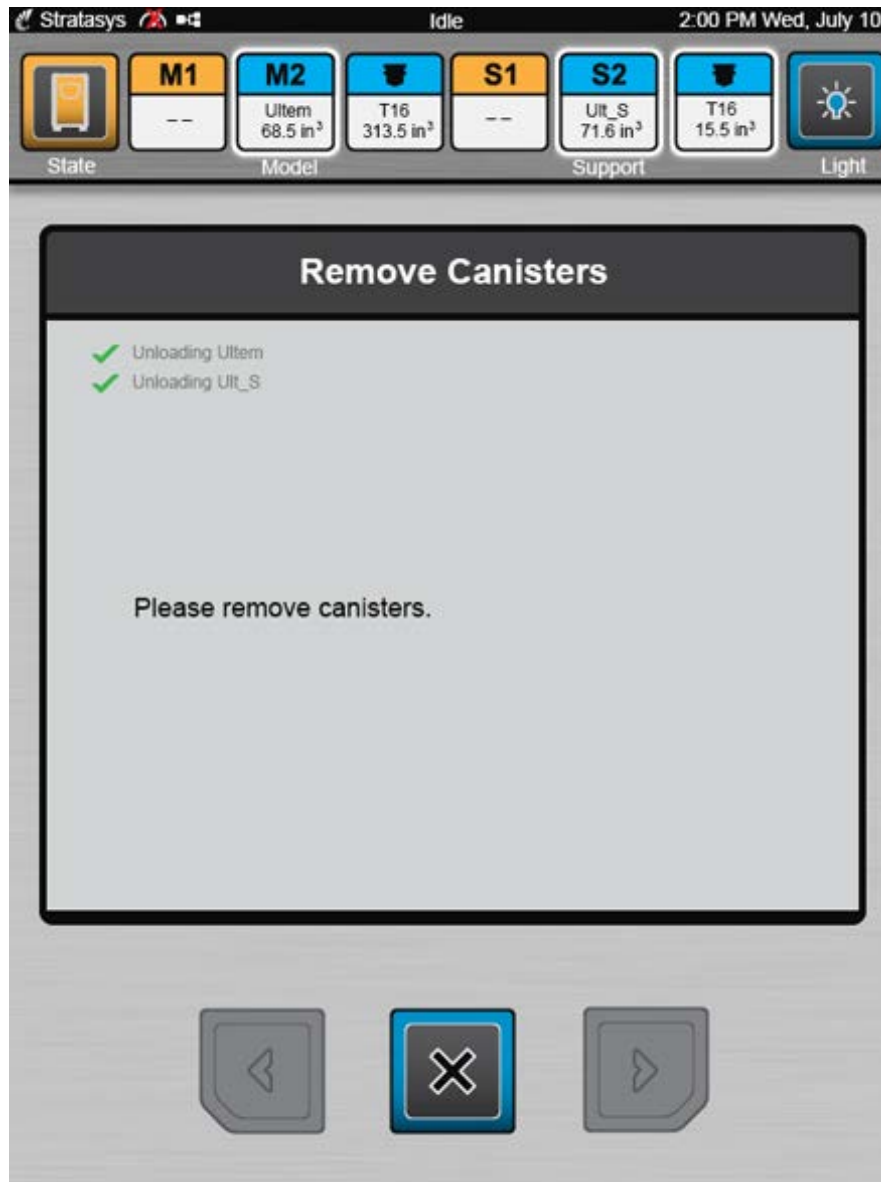 Stratasys Idle 2:00 PM Wed, July 10
M1 M2 S1 S2
-- Ultem T16 -- Ult_S T16
68.5 in³ 313.5 in³ 71.6 in³ 15.5 in³
State Model Support Light
Remove Canisters
Unloading Ultem
Unloading Ult_S
Please remove canisters.